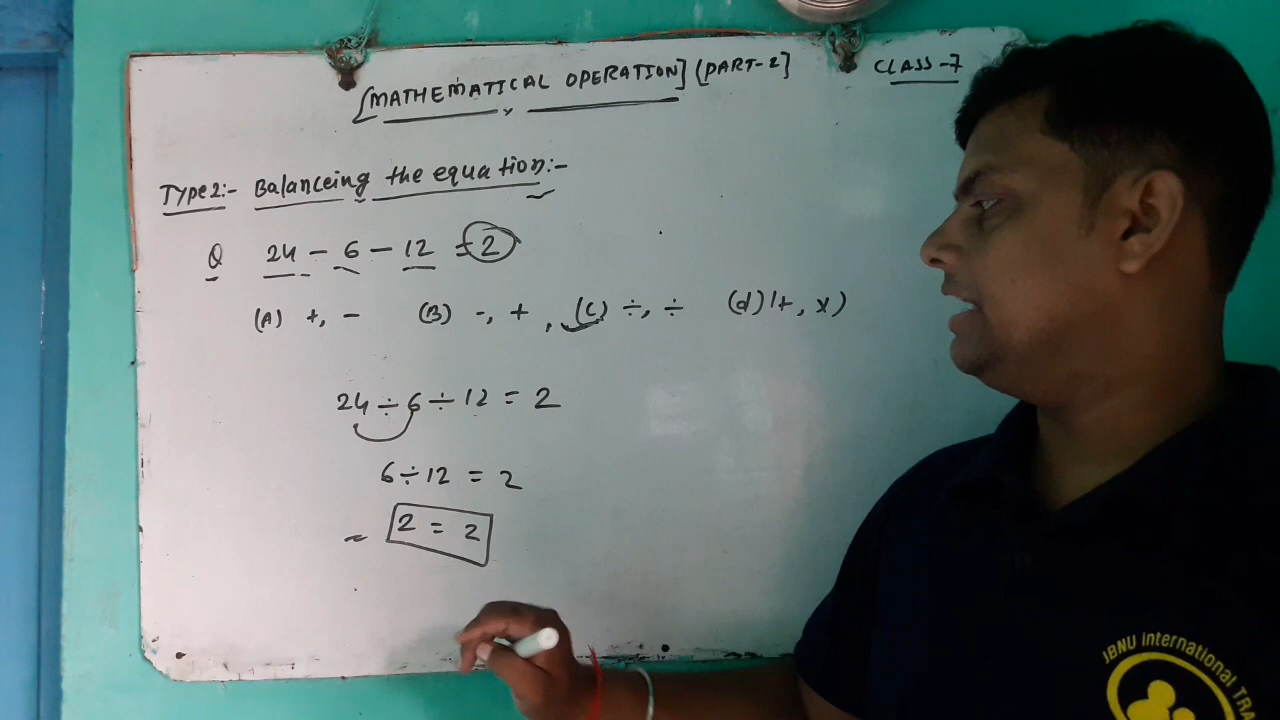 [MATHEMATICAL OPERATION] (PART-2]
CLASS-7
TYPE2:- Balanceing the equation:-
Q 24 - 6 - 12 = 2
(A) +, - (B) -, + , (C) ÷, ÷ (d) (+, x)
24 ÷ 6 ÷ 12 = 2
6 ÷ 12 = 2
= 2 = 2
JBNU International TRA